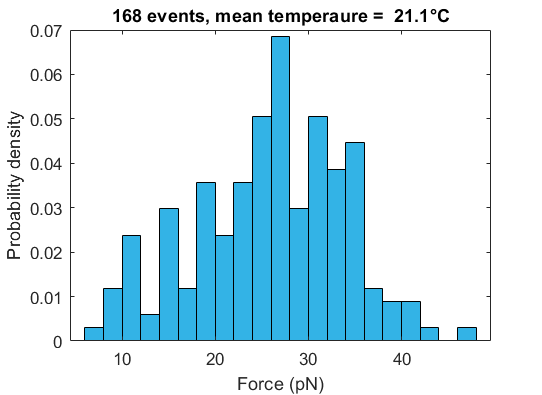 168 events, mean temperaure =  21.1°C
0.07
0.06
0.05
0.04
0.03
0.02
0.01
0
Probability density
10 20 30 40
Force (pN)